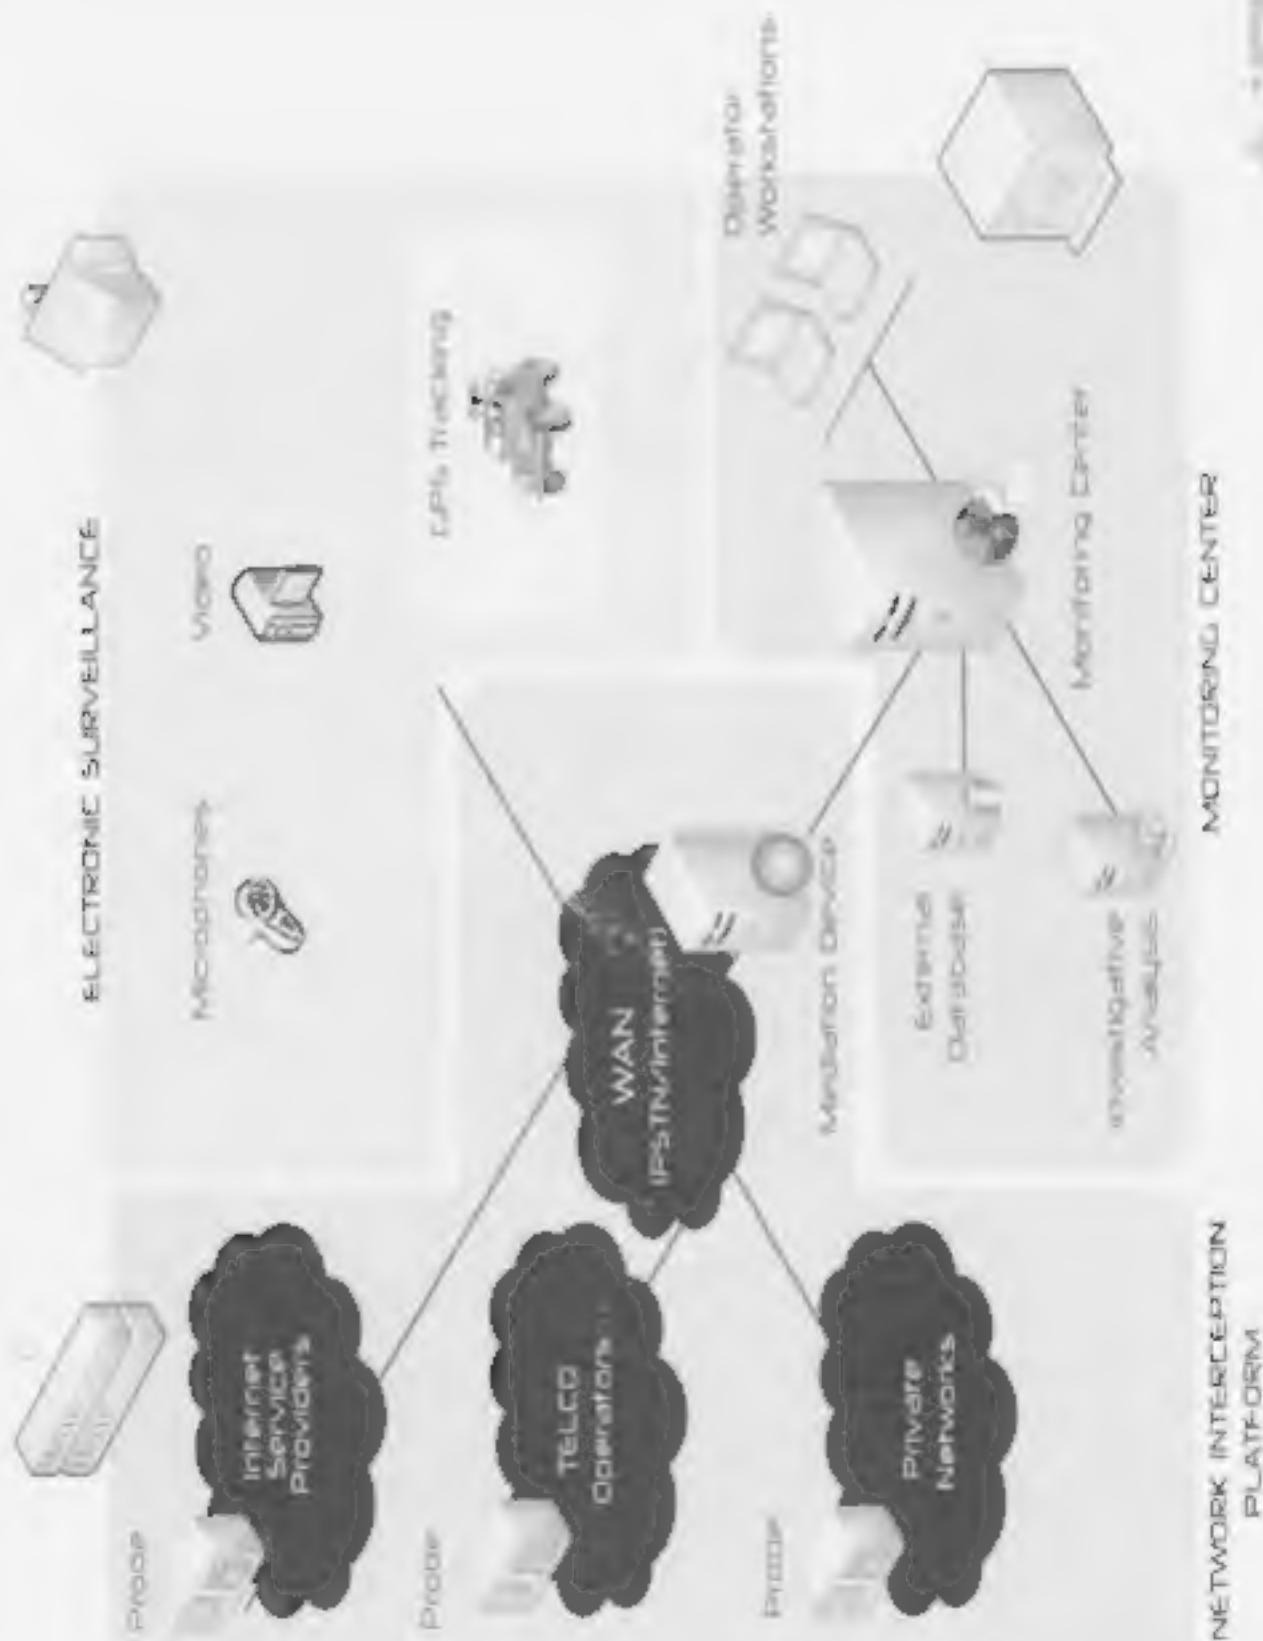 ELECTRONIC SURVEILLANCE
Microphones
Video
GPS Tracking
Probe
Internet
Service
Providers
Probe
TELCO
Operators
Probe
Private
Networks
WAN
(PSTN/Internet)
Mediation Device
External
Database
Investigative
Analysis
Operator
Workstations
Monitoring Center
NETWORK INTERCEPTION
PLATFORM
MONITORING CENTER